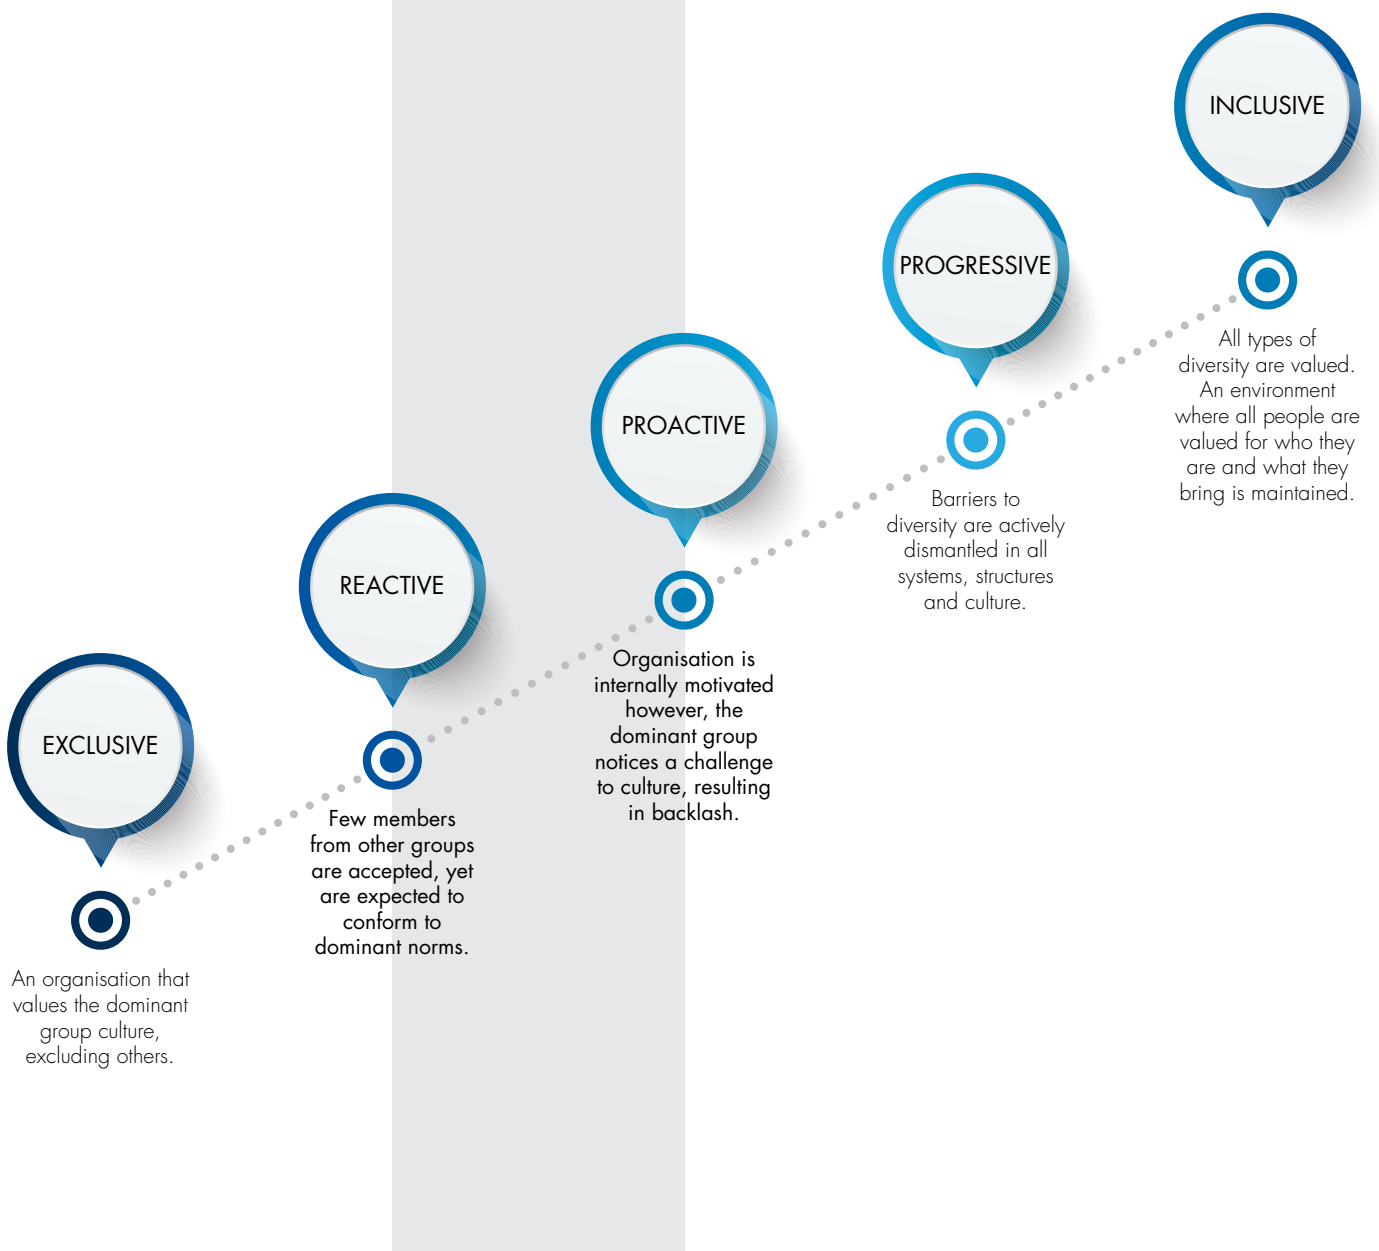 EXCLUSIVE
An organisation that
values the dominant
group culture,
excluding others.
REACTIVE
Few members
from other groups
are accepted, yet
are expected to
conform to
dominant norms.
PROACTIVE
Organisation is
internally motivated
however, the
dominant group
notices a challenge
to culture, resulting
in backlash.
PROGRESSIVE
Barriers to
diversity are actively
dismantled in all
systems, structures
and culture.
INCLUSIVE
All types of
diversity are valued.
An environment
where all people are
valued for who they
are and what they
bring is maintained.